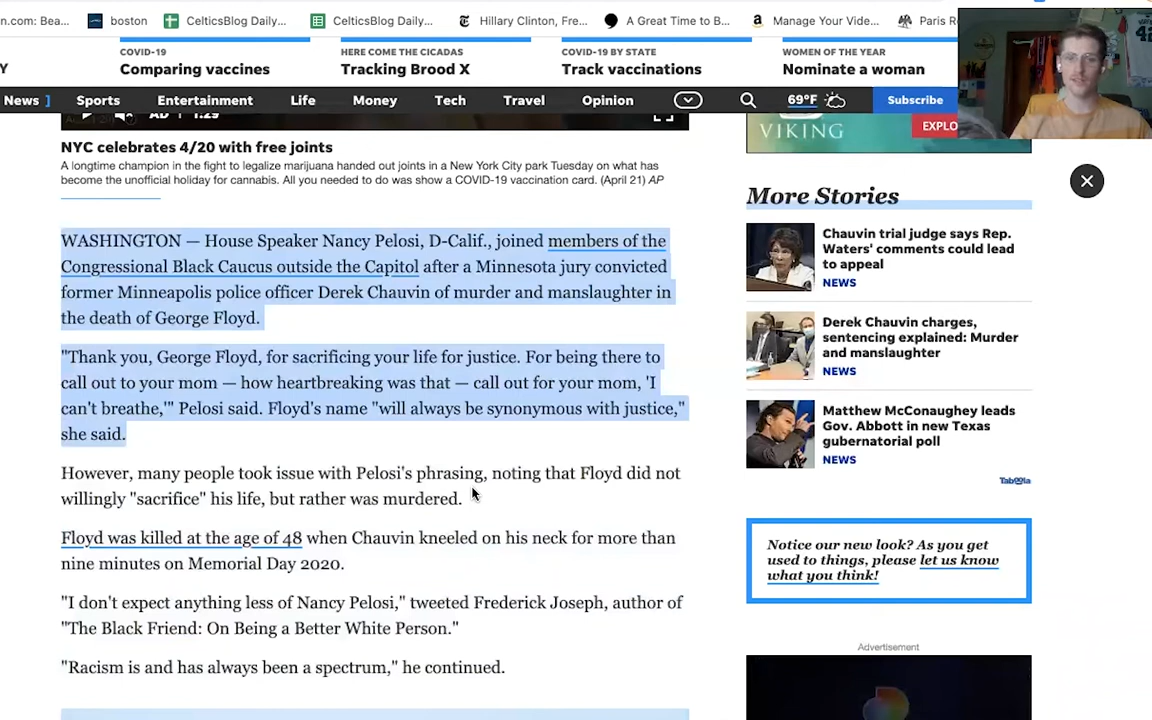 n.com: Bea...
boston
CelticsBlog Daily...
CelticsBlog Daily...
Hillary Clinton, Fre...
A Great Time to B...
Manage Your Vide...
Paris R
Y
COVID-19
Comparing vaccines
HERE COME THE CICADAS
Tracking Brood X
COVID-19 BY STATE
Track vaccinations
WOMEN OF THE YEAR
Nominate a woman
News ]
Sports
Entertainment
Life
Money
Tech
Travel
Opinion
69°F
Subscribe
AD
1:29
NYC celebrates 4/20 with free joints
A longtime champion in the fight to legalize marijuana handed out joints in a New York City park Tuesday on what has
become the unofficial holiday for cannabis. All you needed to do was show a COVID-19 vaccination card. (April 21) AP
WASHINGTON — House Speaker Nancy Pelosi, D-Calif., joined members of the
Congressional Black Caucus outside the Capitol after a Minnesota jury convicted
former Minneapolis police officer Derek Chauvin of murder and manslaughter in
the death of George Floyd.
"Thank you, George Floyd, for sacrificing your life for justice. For being there to
call out to your mom — how heartbreaking was that — call out for your mom, 'I
can't breathe,'" Pelosi said. Floyd's name "will always be synonymous with justice,"
she said.
However, many people took issue with Pelosi's phrasing, noting that Floyd did not
willingly "sacrifice" his life, but rather was murdered.
Floyd was killed at the age of 48 when Chauvin kneeled on his neck for more than
nine minutes on Memorial Day 2020.
"I don't expect anything less of Nancy Pelosi," tweeted Frederick Joseph, author of
"The Black Friend: On Being a Better White Person."
"Racism is and has always been a spectrum," he continued.
VIKING
EXPLO
More Stories
Chauvin trial judge says Rep.
Waters' comments could lead
to appeal
NEWS
Derek Chauvin charges,
sentencing explained: Murder
and manslaughter
NEWS
Matthew McConaughey leads
Gov. Abbott in new Texas
gubernatorial poll
NEWS
Taboola
Notice our new look? As you get
used to things, please let us know
what you think!
Advertisement